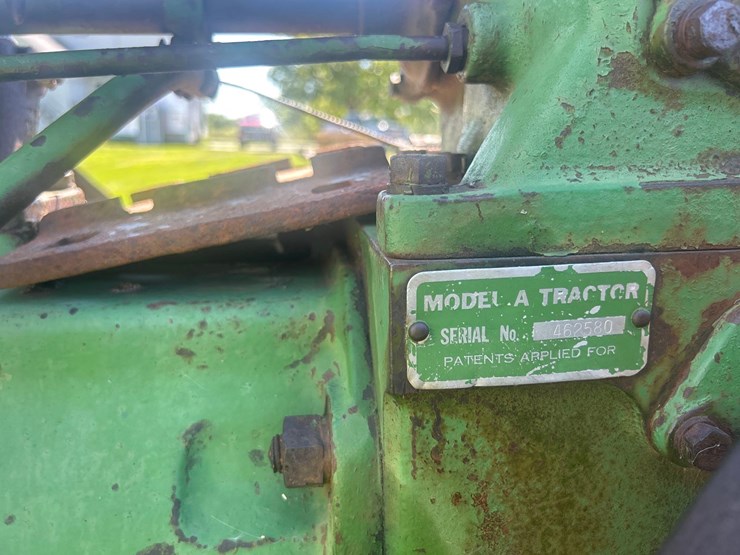 MODEL A TRACTOR
SERIAL No. 462580
PATENTS APPLIED FOR